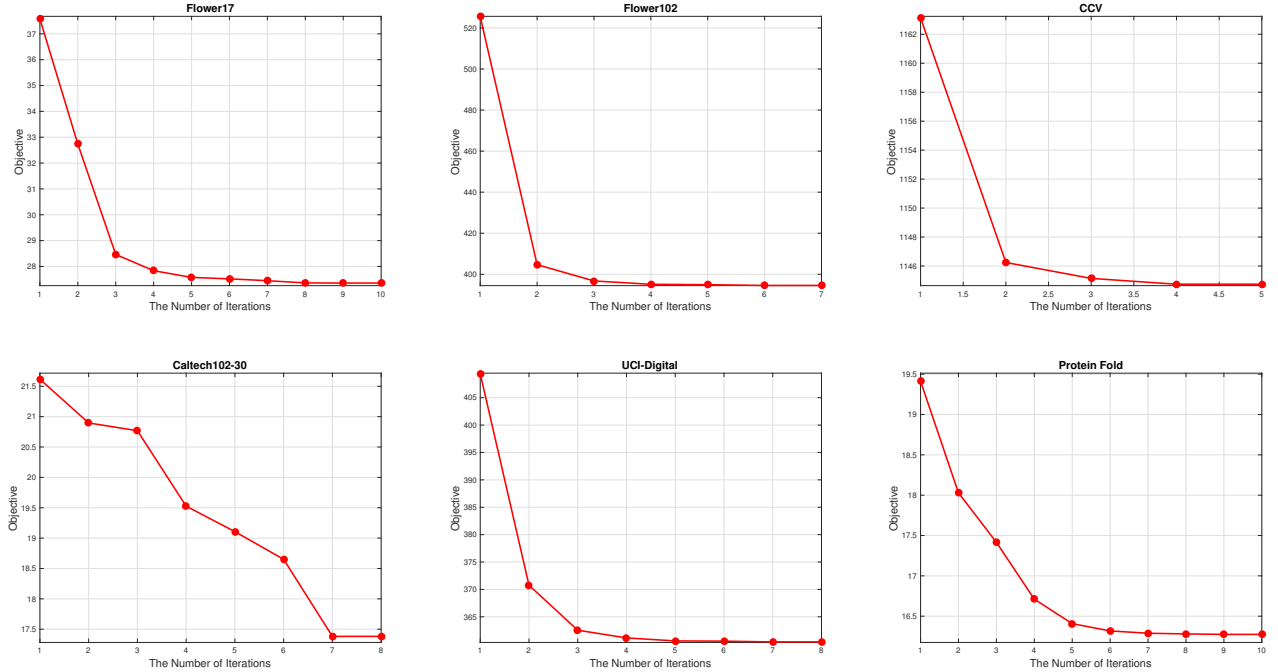 Flower17
37
36
35
34
33
32
31
30
29
28
Objective
1 2 3 4 5 6 7 8 9 10
The Number of Iterations
Flower102
520
500
480
460
440
420
400
Objective
1 2 3 4 5 6 7
The Number of Iterations
CCV
1162
1160
1158
1156
1154
1152
1150
1148
1146
Objective
1 1.5 2 2.5 3 3.5 4 4.5 5
The Number of Iterations
Caltech102-30
21.5
21
20.5
20
19.5
19
18.5
18
17.5
Objective
1 2 3 4 5 6 7 8
The Number of Iterations
UCI-Digital
405
400
395
390
385
380
375
370
365
Objective
1 2 3 4 5 6 7 8
The Number of Iterations
Protein Fold
19.5
19
18.5
18
17.5
17
16.5
Objective
1 2 3 4 5 6 7 8 9 10
The Number of Iterations